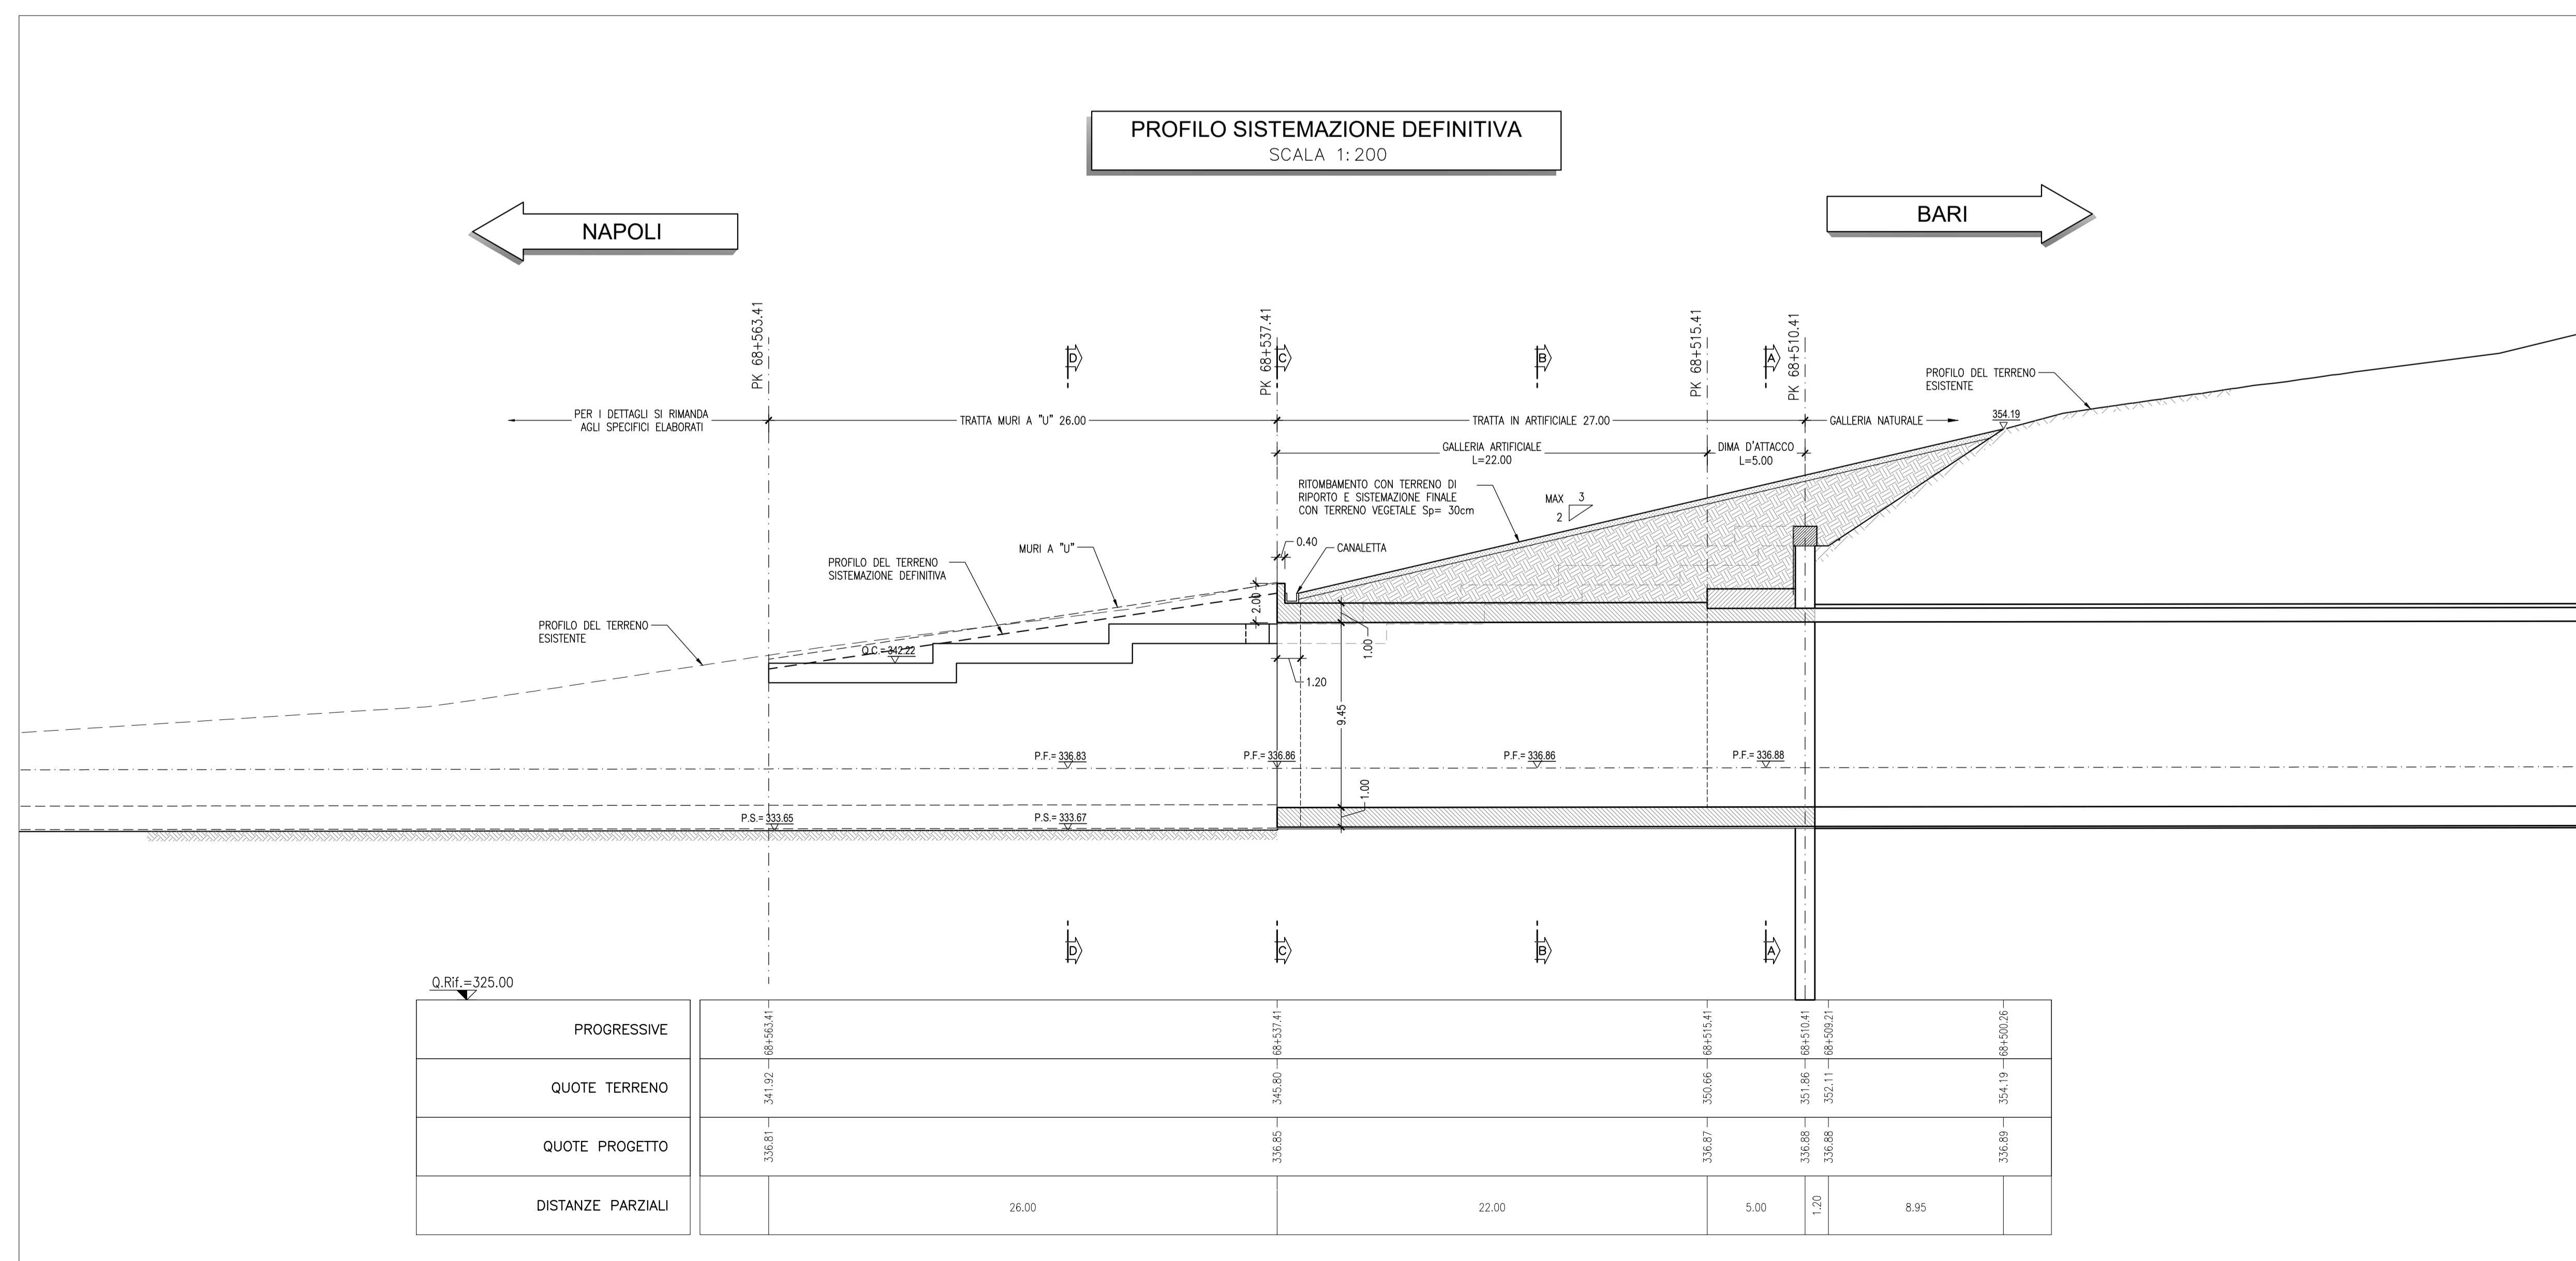 PROFILO SISTEMAZIONE DEFINITIVA
SCALA 1:200
NAPOLI
BARI
PK 68+563.41
PK 68+537.41
PK 68+515.41
PK 68+510.41
D
C
B
A
PROFILO DEL TERRENO
ESISTENTE
354.19
PER I DETTAGLI SI RIMANDA
AGLI SPECIFICI ELABORATI
TRATTA MURI A "U" 26.00
TRATTA IN ARTIFICIALE 27.00
GALLERIA NATURALE
GALLERIA ARTIFICIALE
L=22.00
DIMA D'ATTACCO
L=5.00
RITOMBAMENTO CON TERRENO DI
RIPORTO E SISTEMAZIONE FINALE
CON TERRENO VEGETALE Sp= 30cm
MAX
3
2
0.40
CANALETTA
MURI A "U"
PROFILO DEL TERRENO
SISTEMAZIONE DEFINITIVA
2.00
PROFILO DEL TERRENO
ESISTENTE
Q.C.= 342.22
1.00
1.20
9.45
P.F.= 336.83
P.F.= 336.86
P.F.= 336.86
P.F.= 336.88
1.00
P.S.= 333.65
P.S.= 333.67
D
C
B
A
Q.Rif.=325.00
PROGRESSIVE
68+563.41
68+537.41
68+515.41
68+510.41
68+509.21
68+500.26
QUOTE TERRENO
341.92
345.80
350.66
351.86
352.11
354.19
QUOTE PROGETTO
336.81
336.85
336.87
336.88
336.88
336.89
DISTANZE PARZIALI
26.00
22.00
5.00
1.20
8.95